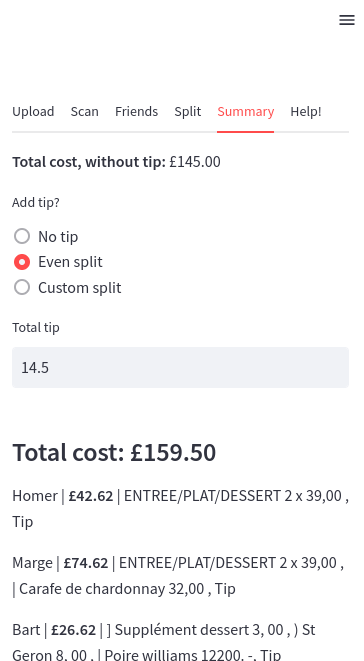 Upload Scan Friends Split Summary Help!
Total cost, without tip: £145.00
Add tip?
No tip
Even split
Custom split
Total tip
14.5
Total cost: £159.50
Homer | £42.62 | ENTREE/PLAT/DESSERT 2 x 39,00 ,
Tip
Marge | £74.62 | ENTREE/PLAT/DESSERT 2 x 39,00 ,
| Carafe de chardonnay 32,00 , Tip
Bart | £26.62 | ] Supplément dessert 3, 00 , ) St
Geron 8, 00 , | Poire williams 12200. -, Tip